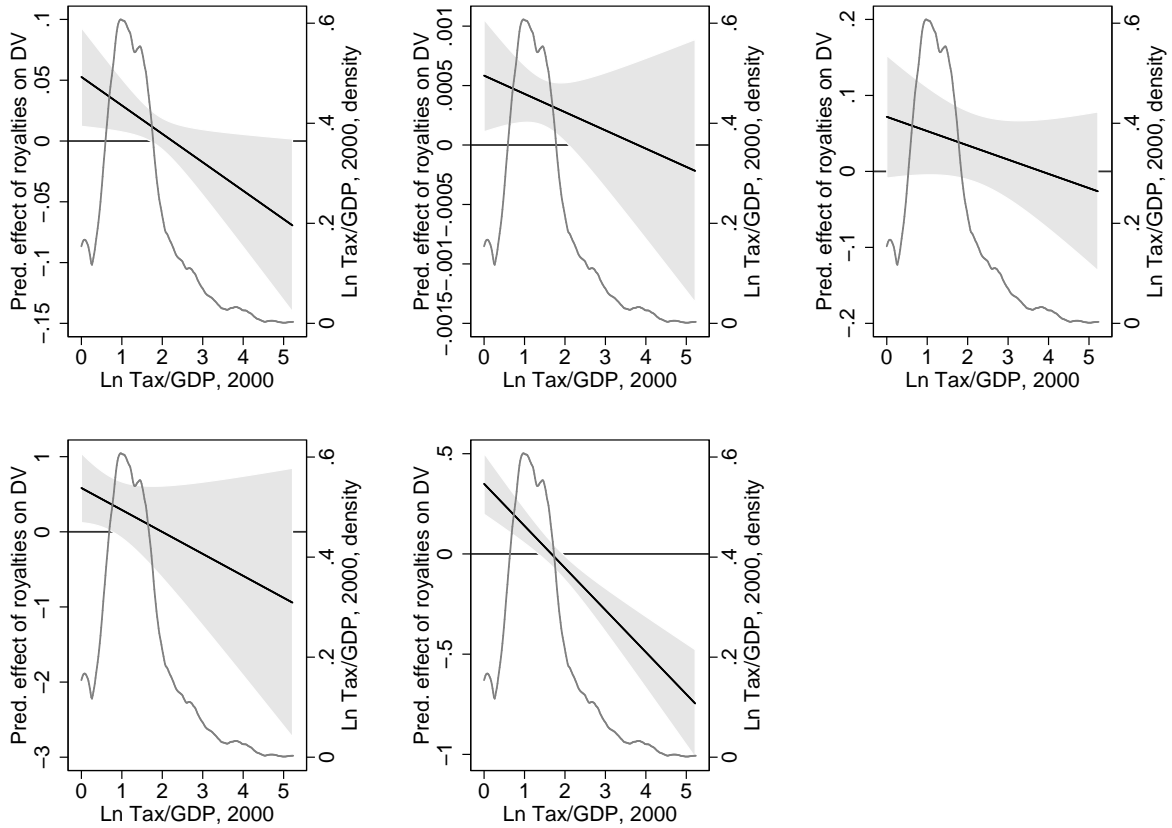 Pred. effect of royalties on DV
.1
.05
0
-.05
-.1
-.15
.6
.4
.2
0
Ln Tax/GDP, 2000, density
0 1 2 3 4 5
Ln Tax/GDP, 2000
Pred. effect of royalties on DV
.001
.0005
0
-.0005
-.001
-.0015
.6
.4
.2
0
Ln Tax/GDP, 2000, density
0 1 2 3 4 5
Ln Tax/GDP, 2000
Pred. effect of royalties on DV
.2
.1
0
-.1
-.2
.6
.4
.2
0
Ln Tax/GDP, 2000, density
0 1 2 3 4 5
Ln Tax/GDP, 2000
Pred. effect of royalties on DV
1
0
-1
-2
-3
.6
.4
.2
0
Ln Tax/GDP, 2000, density
0 1 2 3 4 5
Ln Tax/GDP, 2000
Pred. effect of royalties on DV
.5
0
-.5
-1
.6
.4
.2
0
Ln Tax/GDP, 2000, density
0 1 2 3 4 5
Ln Tax/GDP, 2000